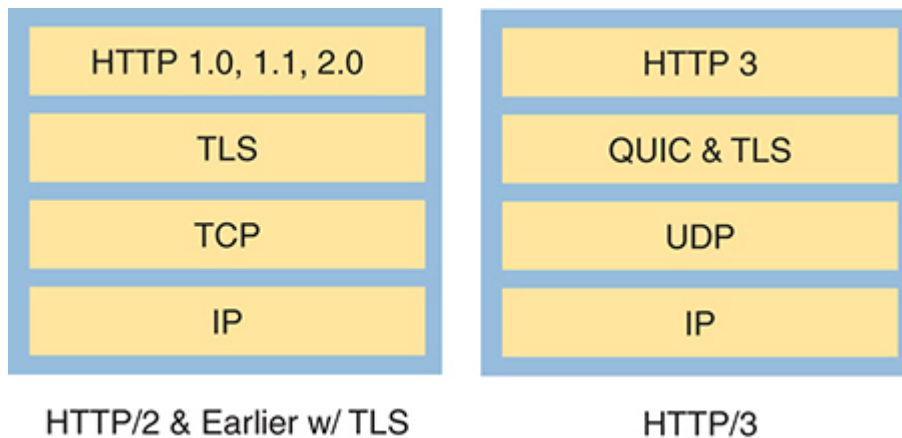 HTTP 1.0, 1.1, 2.0
TLS
TCP
IP
HTTP/2 & Earlier w/ TLS
HTTP 3
QUIC & TLS
UDP
IP
HTTP/3